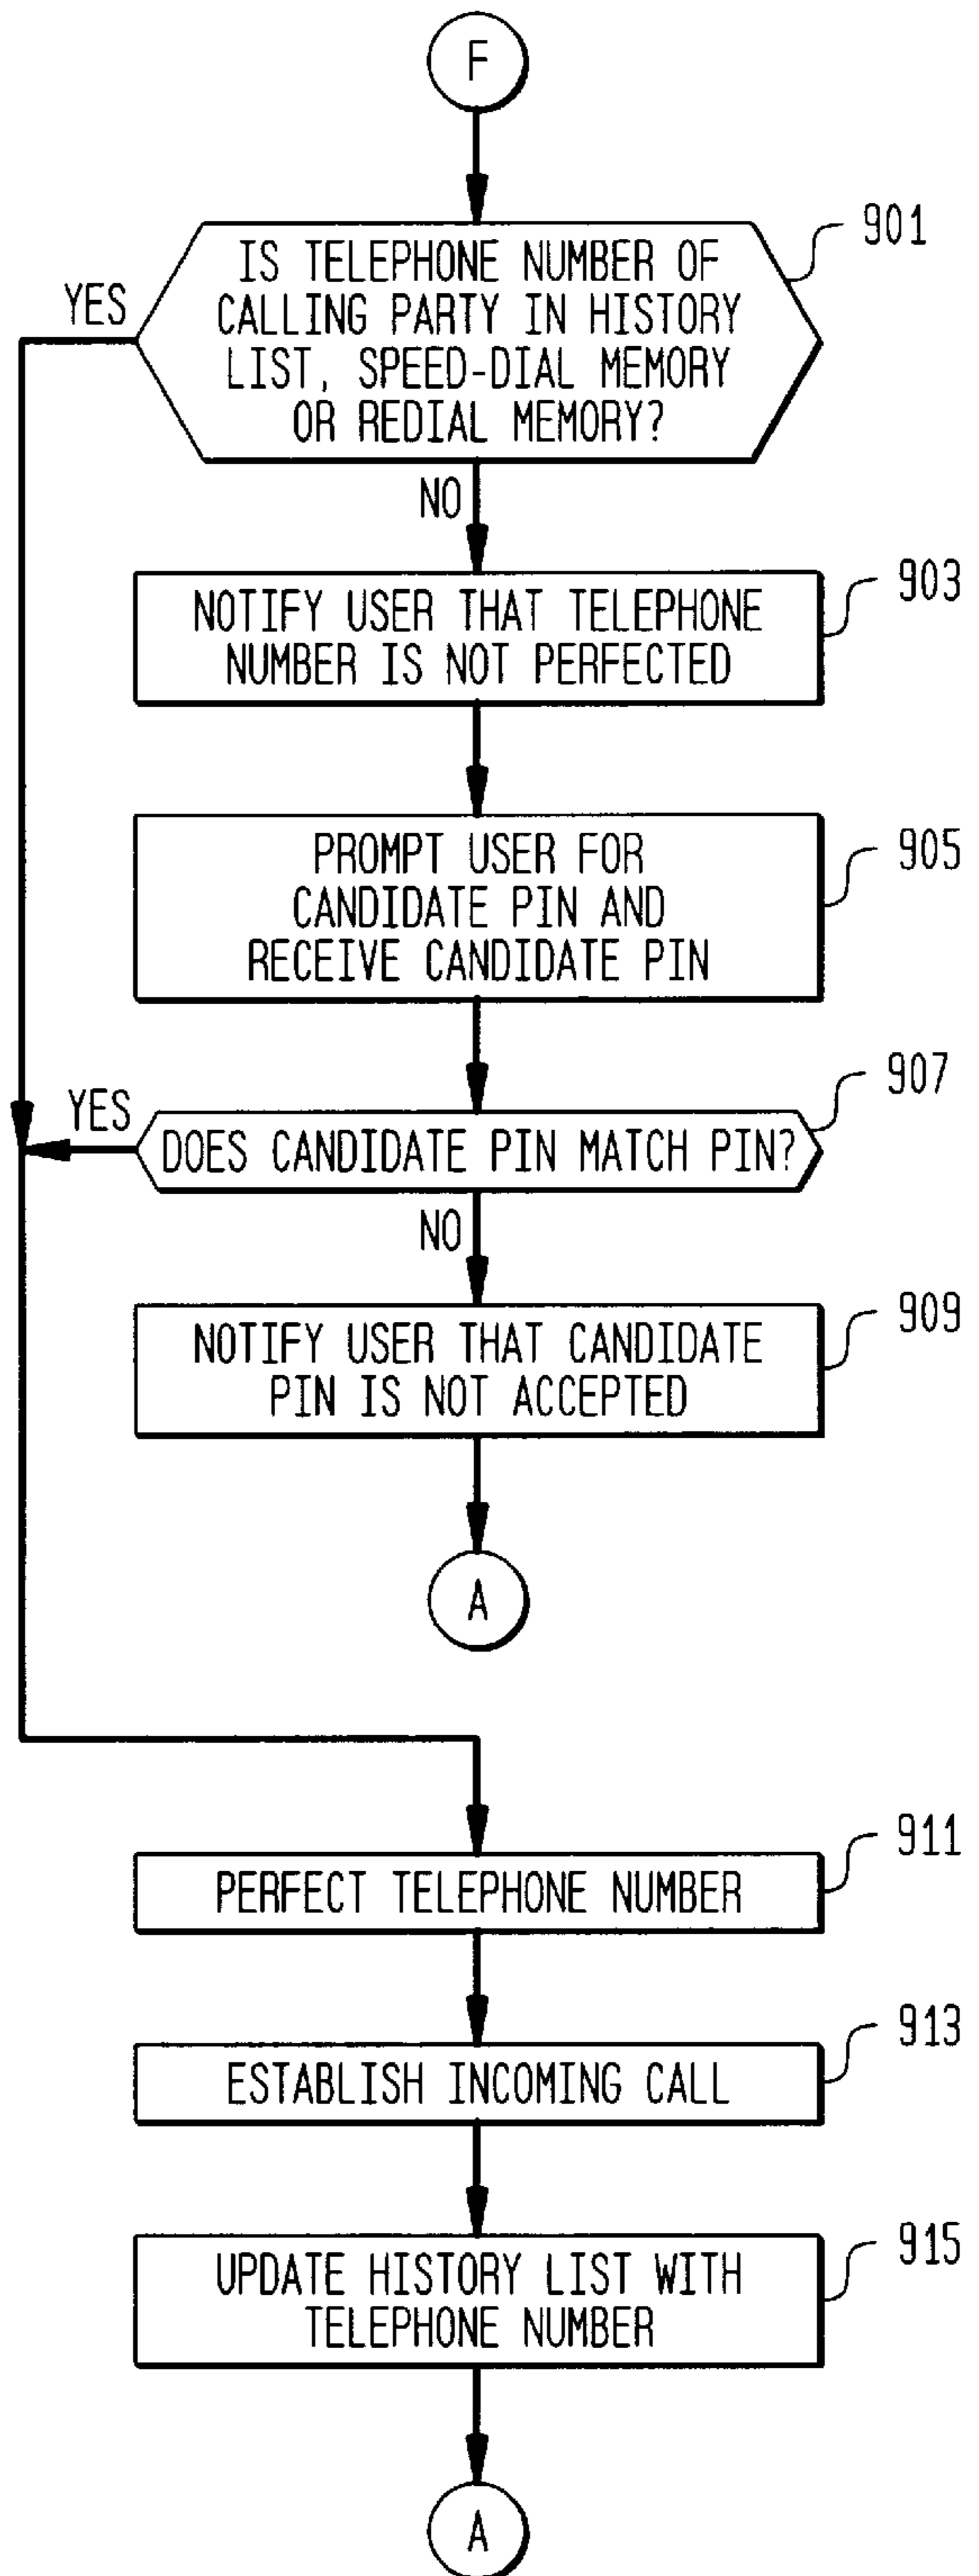 F
901
IS TELEPHONE NUMBER OF
CALLING PARTY IN HISTORY
LIST, SPEED-DIAL MEMORY
OR REDIAL MEMORY?
YES
NO
903
NOTIFY USER THAT TELEPHONE
NUMBER IS NOT PERFECTED
905
PROMPT USER FOR
CANDIDATE PIN AND
RECEIVE CANDIDATE PIN
907
YES
DOES CANDIDATE PIN MATCH PIN?
NO
909
NOTIFY USER THAT CANDIDATE
PIN IS NOT ACCEPTED
A
911
PERFECT TELEPHONE NUMBER
913
ESTABLISH INCOMING CALL
915
UPDATE HISTORY LIST WITH
TELEPHONE NUMBER
A